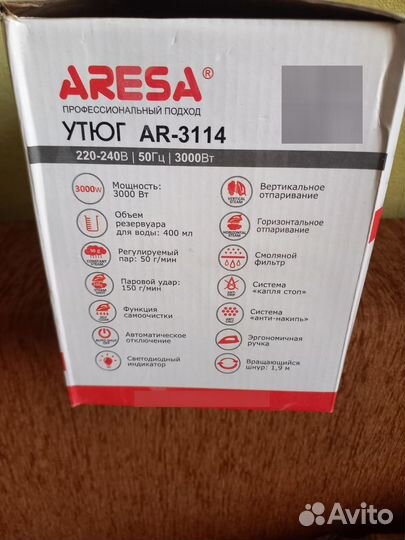 ARESA®
ПРОФЕССИОНАЛЬНЫЙ ПОДХОД
УТЮГ AR-3114
220-240В | 50Гц | 3000Вт
3000W
Мощность:
3000 Вт
Объем
резервуара
для воды: 400 мл
Регулируемый
пар: 50 г/мин
Паровой удар:
150 г/мин
Функция
самоочистки
Автоматическое
отключение
Светодиодный
индикатор
Вертикальное
отпаривание
Горизонтальное
отпаривание
Смоляной
фильтр
Система
«капля стоп»
Система
«анти-накипь»
Эргономичная
ручка
Вращающийся
шнур: 1,9 м
Avito